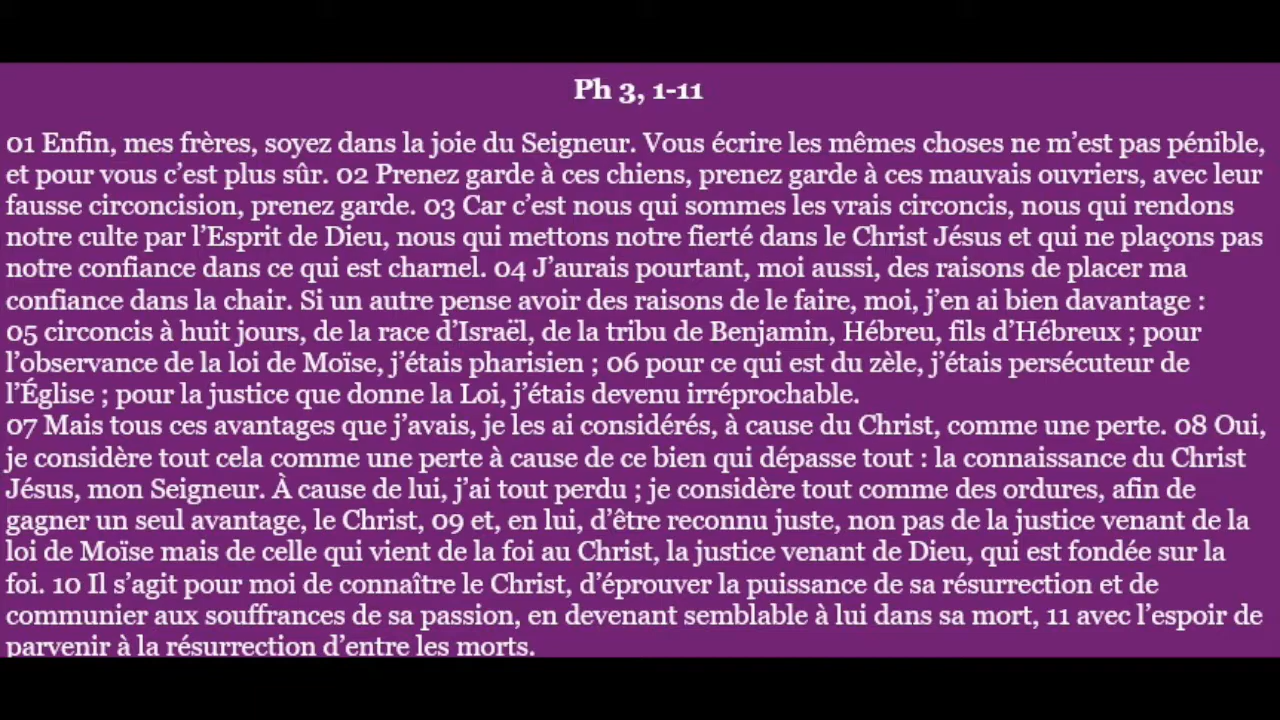 Ph 3, 1-11
01 Enfin, mes frères, soyez dans la joie du Seigneur. Vous écrire les mêmes choses ne m’est pas pénible,
et pour vous c’est plus sûr. 02 Prenez garde à ces chiens, prenez garde à ces mauvais ouvriers, avec leur
fausse circoncision, prenez garde. 03 Car c’est nous qui sommes les vrais circoncis, nous qui rendons
notre culte par l’Esprit de Dieu, nous qui mettons notre fierté dans le Christ Jésus et qui ne plaçons pas
notre confiance dans ce qui est charnel. 04 J’aurais pourtant, moi aussi, des raisons de placer ma
confiance dans la chair. Si un autre pense avoir des raisons de le faire, moi, j’en ai bien davantage :
05 circoncis à huit jours, de la race d’Israël, de la tribu de Benjamin, Hébreu, fils d’Hébreux ; pour
l’observance de la loi de Moïse, j’étais pharisien ; 06 pour ce qui est du zèle, j’étais persécuteur de
l’Église ; pour la justice que donne la Loi, j’étais devenu irréprochable.
07 Mais tous ces avantages que j’avais, je les ai considérés, à cause du Christ, comme une perte. 08 Oui,
je considère tout cela comme une perte à cause de ce bien qui dépasse tout : la connaissance du Christ
Jésus, mon Seigneur. À cause de lui, j’ai tout perdu ; je considère tout comme des ordures, afin de
gagner un seul avantage, le Christ, 09 et, en lui, d’être reconnu juste, non pas de la justice venant de la
loi de Moïse mais de celle qui vient de la foi au Christ, la justice venant de Dieu, qui est fondée sur la
foi. 10 Il s’agit pour moi de connaître le Christ, d’éprouver la puissance de sa résurrection et de
communier aux souffrances de sa passion, en devenant semblable à lui dans sa mort, 11 avec l’espoir de
parvenir à la résurrection d’entre les morts.